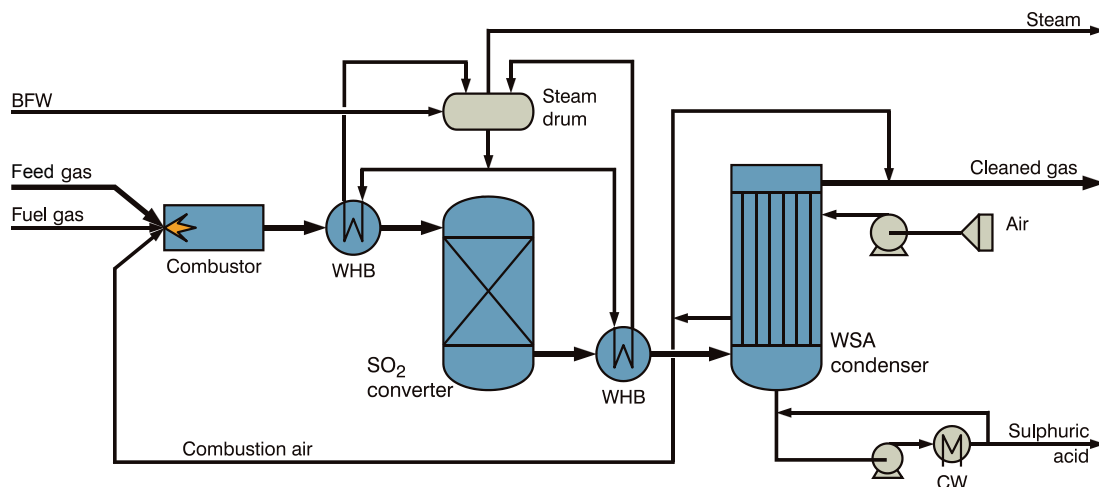 Steam
BFW
Steam
drum
Feed gas
Cleaned gas
Fuel gas
Air
Combustor
WHB
WSA
condenser
SO2
converter
WHB
Combustion air
Sulphuric
acid
CW